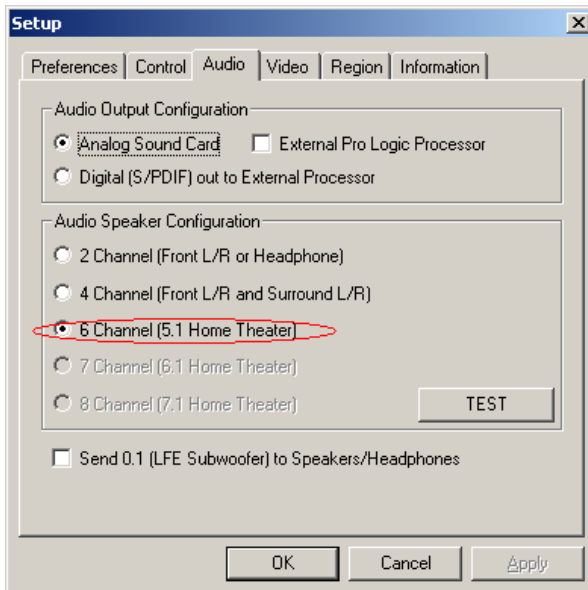 Setup
Preferences Control Audio Video Region Information
Audio Output Configuration
Analog Sound Card External Pro Logic Processor
Digital (S/PDIF) out to External Processor
Audio Speaker Configuration
2 Channel (Front L/R or Headphone)
4 Channel (Front L/R and Surround L/R)
6 Channel (5.1 Home Theater)
7 Channel (6.1 Home Theater)
8 Channel (7.1 Home Theater) TEST
Send 0.1 (LFE Subwoofer) to Speakers/Headphones
OK Cancel Apply